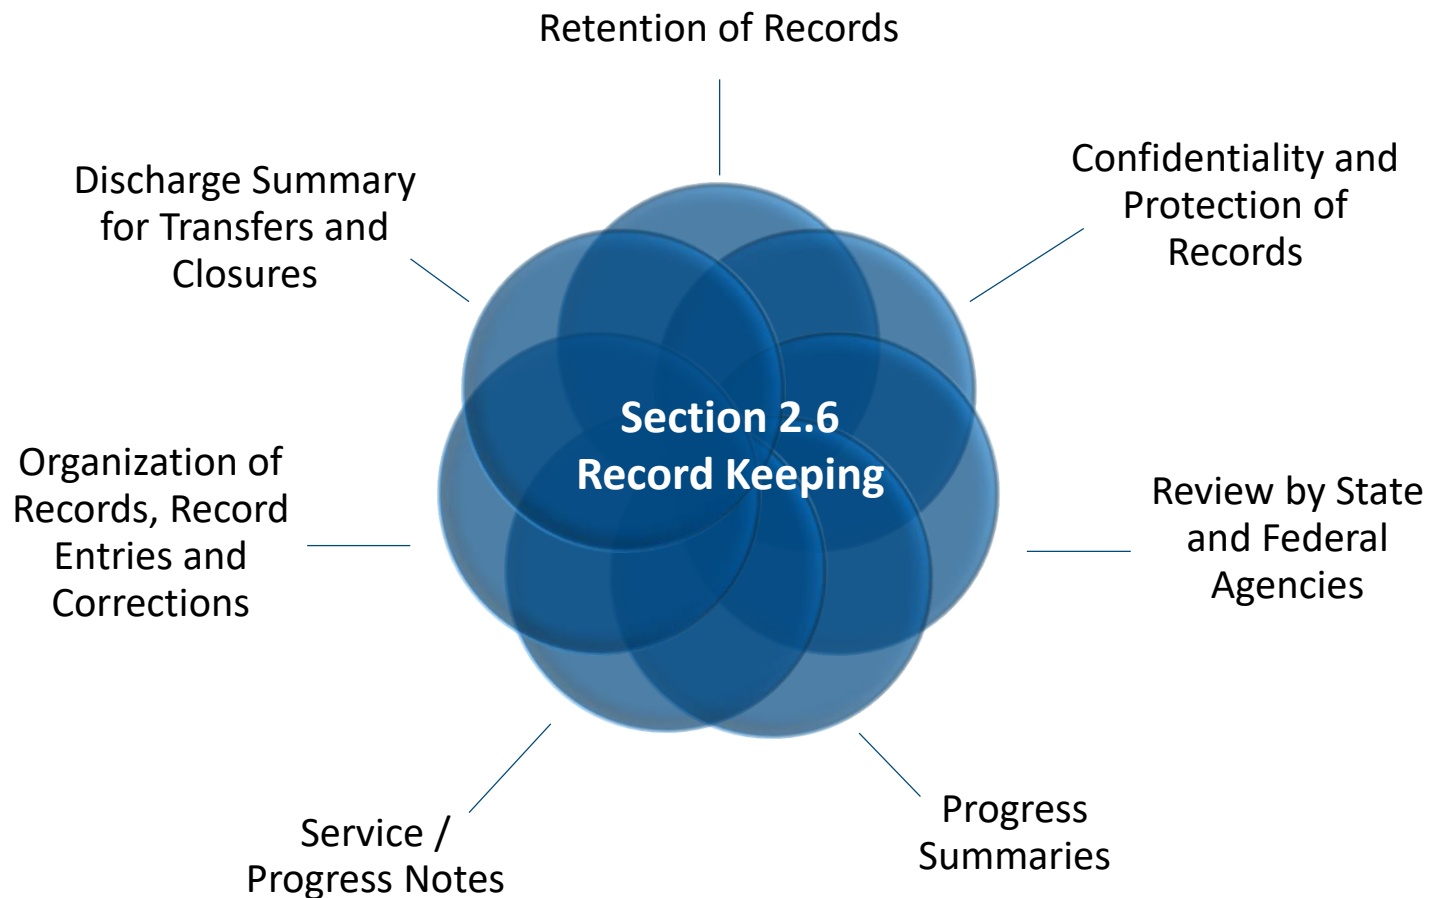 Retention of Records
Confidentiality and
Protection of
Records
Review by State
and Federal
Agencies
Progress
Summaries
Service /
Progress Notes
Organization of
Records, Record
Entries and
Corrections
Discharge Summary
for Transfers and
Closures
Section 2.6
Record Keeping